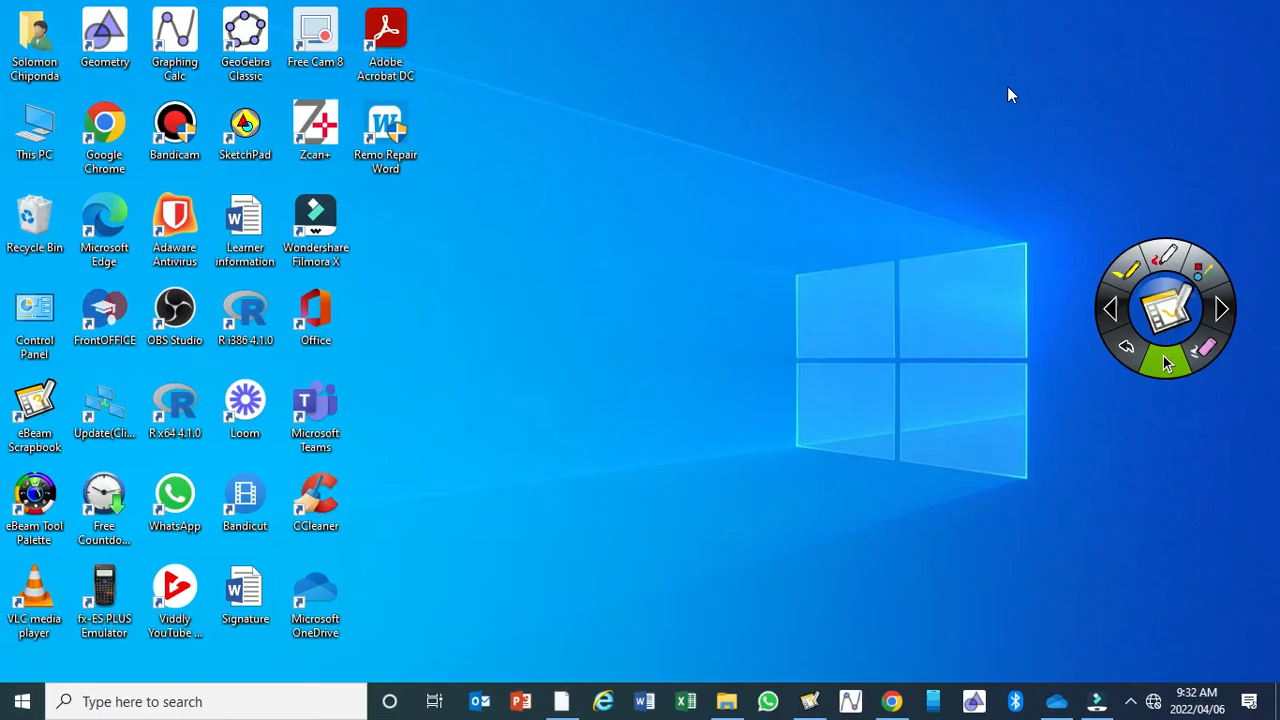 Solomon
Chiponda
Geometry
Graphing
Calc
GeoGebra
Classic
Free Cam 8
Adobe
Acrobat DC
This PC
Google
Chrome
Bandicam
SketchPad
Zcan+
Remo Repair
Word
Recycle Bin
Microsoft
Edge
Adaware
Antivirus
Learner
information
Wondershare
Filmora X
Control
Panel
FrontOFFICE
OBS Studio
R i386 4.1.0
Office
eBeam
Scrapbook
Update(Cli...
R x64 4.1.0
Loom
Microsoft
Teams
eBeam Tool
Palette
Free
Countdo...
WhatsApp
Bandicut
CCleaner
VLC media
player
fx-ES PLUS
Emulator
Viddly
YouTube ...
Signature
Microsoft
OneDrive
Type here to search
9:32 AM
2022/04/06